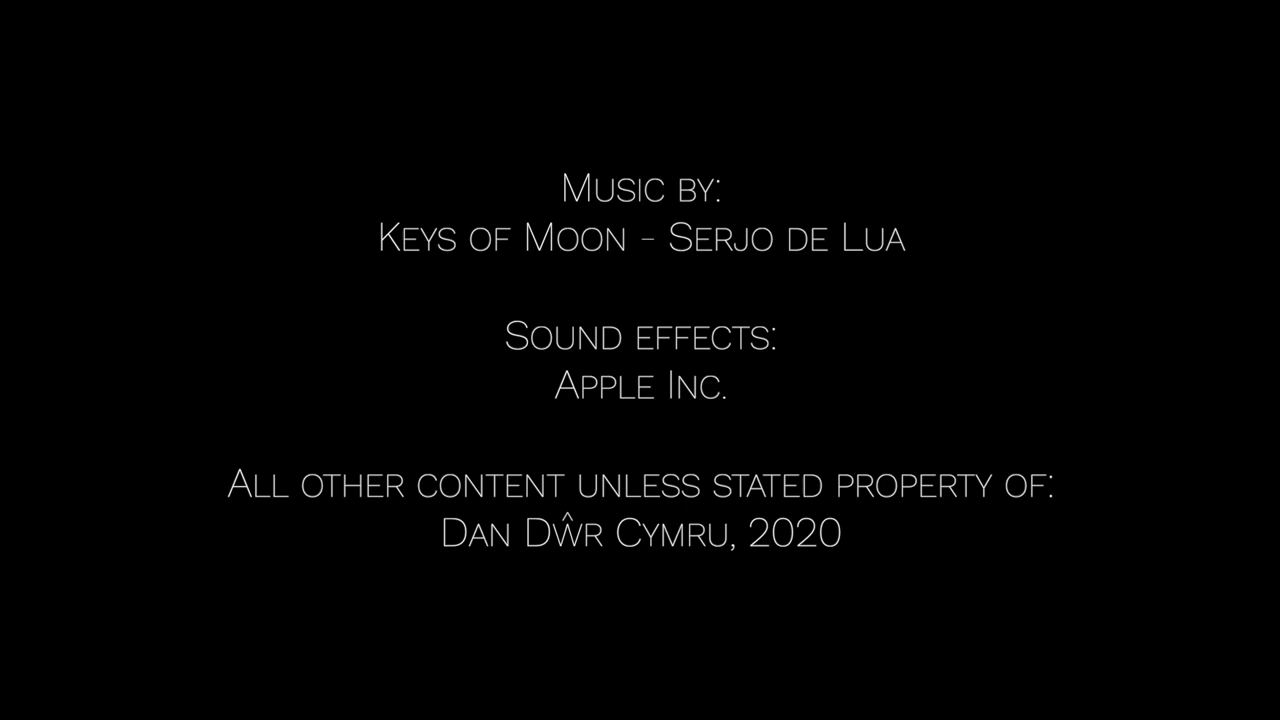 Music by:
Keys of Moon - Serjo de Lua
Sound effects:
Apple Inc.
All other content unless stated property of:
Dan Dŵr Cymru, 2020